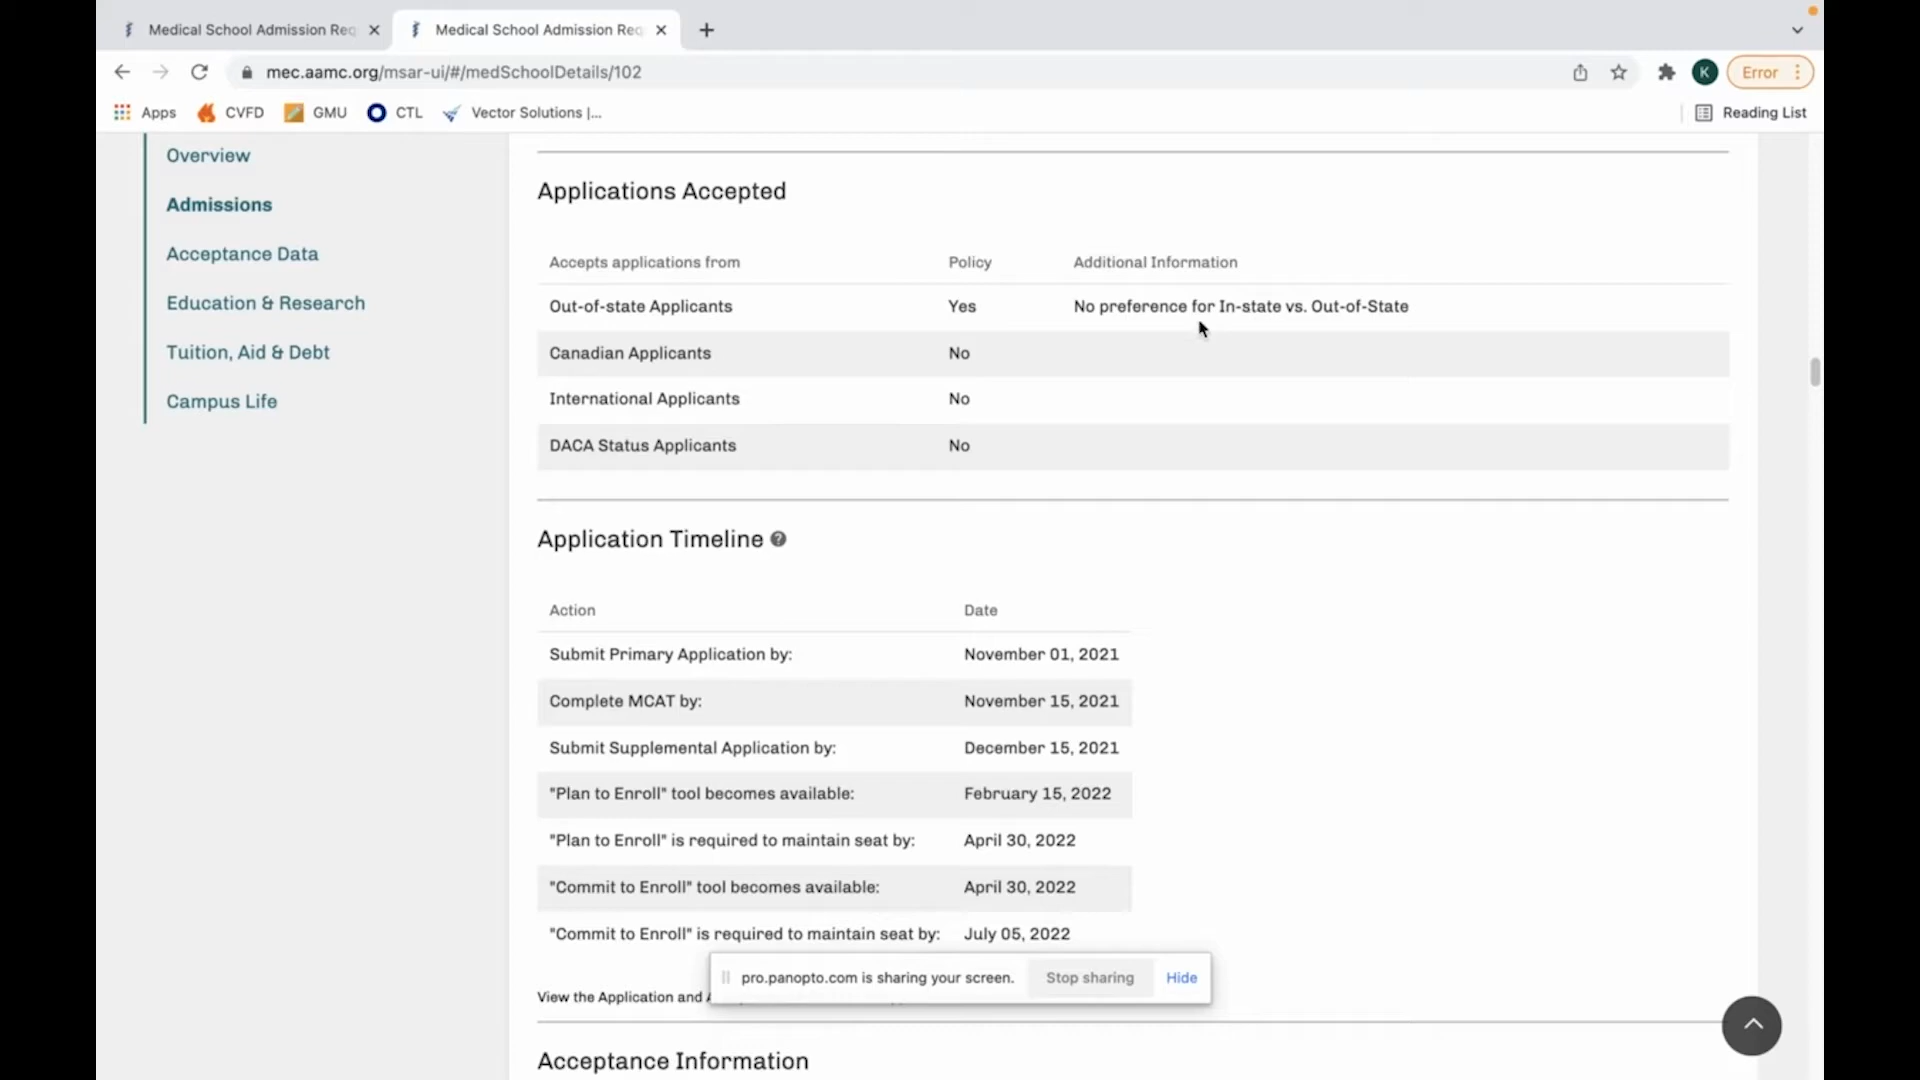 Medical School Admission Req
Medical School Admission Req
mec.aamc.org/msar-ui/#/medSchoolDetails/102
K
Error
Apps
CVFD
GMU
CTL
Vector Solutions |...
Reading List
Overview
Admissions
Acceptance Data
Education & Research
Tuition, Aid & Debt
Campus Life
Applications Accepted
Accepts applications from Policy Additional Information
Out-of-state Applicants Yes No preference for In-state vs. Out-of-State
Canadian Applicants No
International Applicants No
DACA Status Applicants No
Application Timeline ?
Action Date
Submit Primary Application by: November 01, 2021
Complete MCAT by: November 15, 2021
Submit Supplemental Application by: December 15, 2021
"Plan to Enroll" tool becomes available: February 15, 2022
"Plan to Enroll" is required to maintain seat by: April 30, 2022
"Commit to Enroll" tool becomes available: April 30, 2022
"Commit to Enroll" is required to maintain seat by: July 05, 2022
pro.panopto.com is sharing your screen. Stop sharing Hide
View the Application and
Acceptance Information